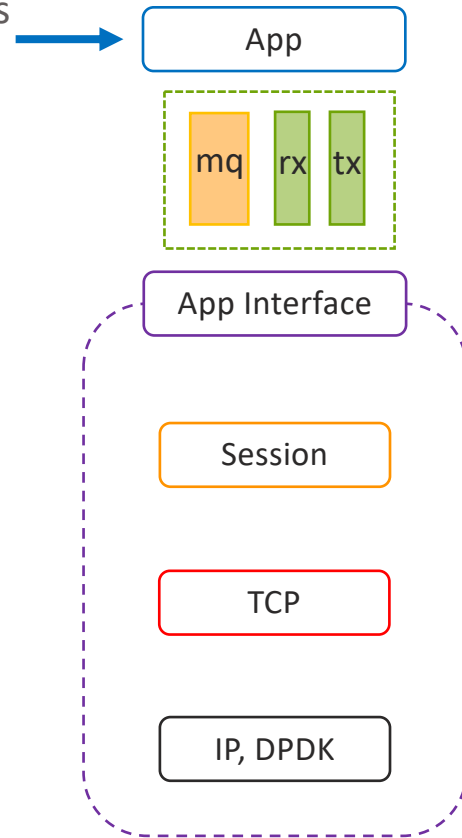 App
mq rx tx
App Interface
Session
TCP
IP, DPDK